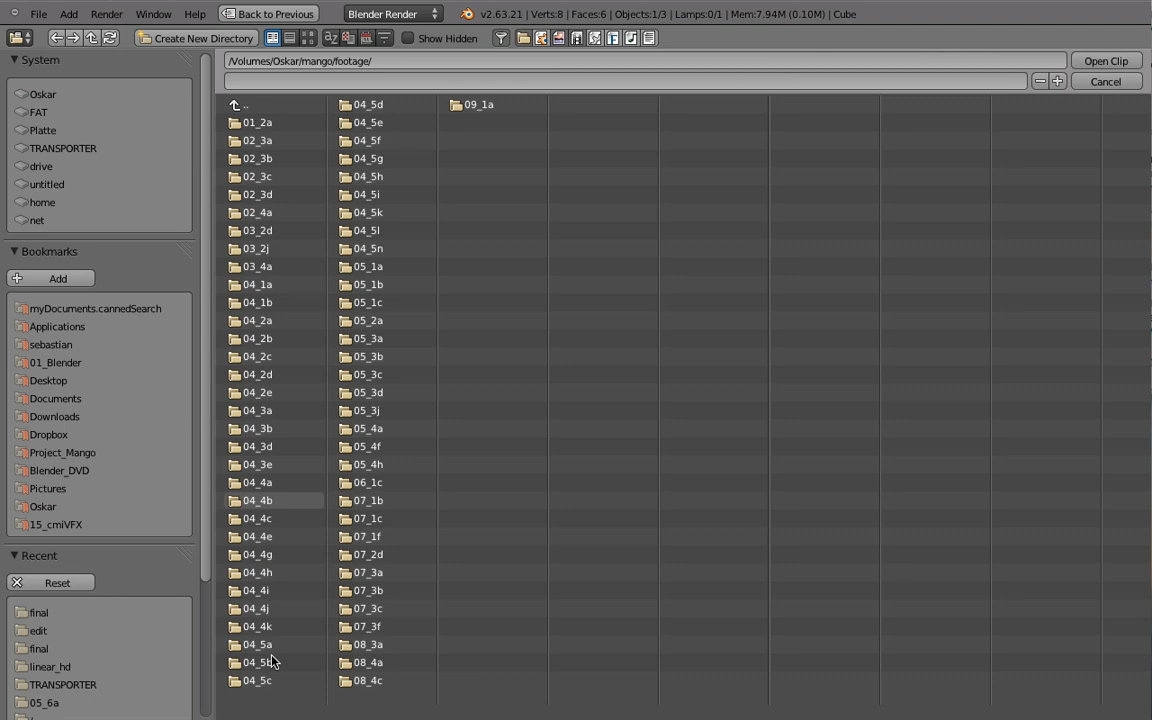 File Add Render Window Help Back to Previous Blender Render v2.63.21 | Verts:8 | Faces:6 | Objects:1/3 | Lamps:0/1 | Mem:7.94M (0.10M) | Cube
Create New Directory Show Hidden
System
Oskar
FAT
Platte
TRANSPORTER
drive
untitled
home
net
Bookmarks
Add
myDocuments.cannedSearch
Applications
sebastian
01_Blender
Desktop
Documents
Downloads
Dropbox
Project_Mango
Blender_DVD
Pictures
Oskar
15_cmiVFX
Recent
Reset
final
edit
final
linear_hd
TRANSPORTER
05_6a
/Volumes/Oskar/mango/footage/ Open Clip
Cancel
..
01_2a
02_3a
02_3b
02_3c
02_3d
02_4a
03_2d
03_2j
03_4a
04_1a
04_1b
04_2a
04_2b
04_2c
04_2d
04_2e
04_3a
04_3b
04_3d
04_3e
04_4a
04_4b
04_4c
04_4e
04_4g
04_4h
04_4i
04_4j
04_4k
04_5a
04_5b
04_5c
04_5d
04_5e
04_5f
04_5g
04_5h
04_5i
04_5k
04_5l
04_5n
05_1a
05_1b
05_1c
05_2a
05_3a
05_3b
05_3c
05_3d
05_3j
05_4a
05_4f
05_4h
06_1c
07_1b
07_1c
07_1f
07_2d
07_3a
07_3b
07_3c
07_3f
08_3a
08_4a
08_4c
09_1a